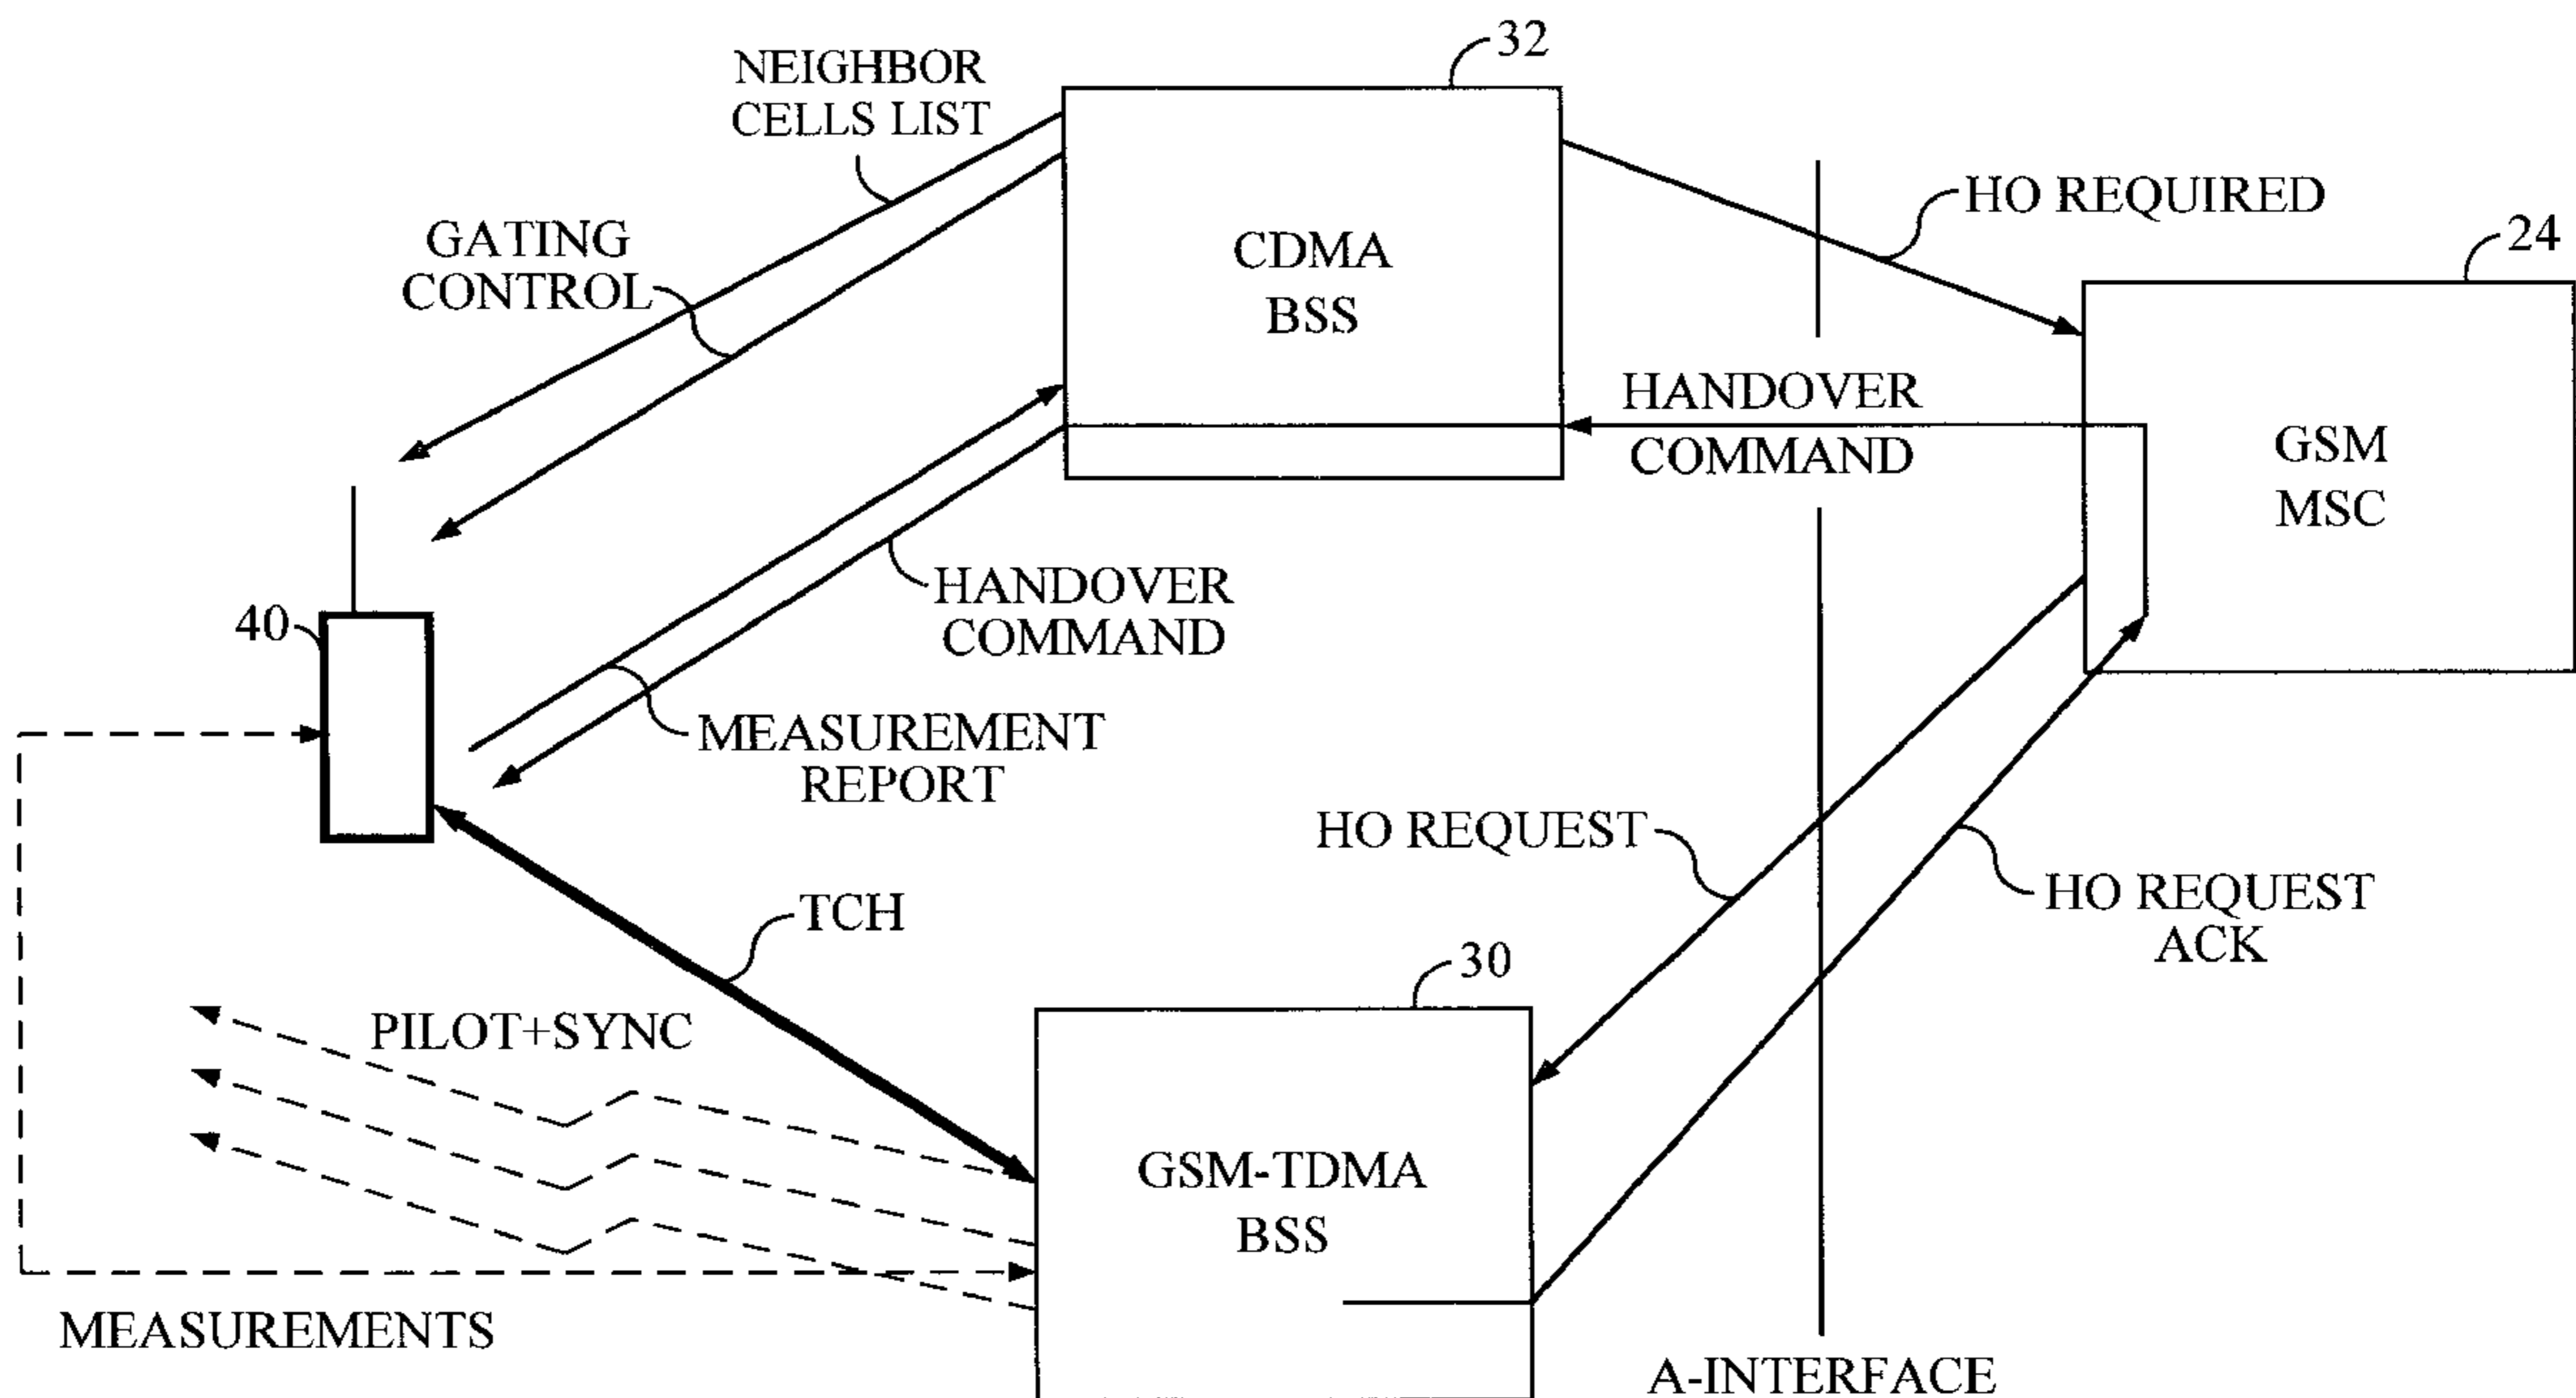 32
NEIGHBOR
CELLS LIST
HO REQUIRED
24
GATING
CONTROL
CDMA
BSS
HANDOVER
COMMAND
GSM
MSC
HANDOVER
COMMAND
40
MEASUREMENT
REPORT
HO REQUEST
HO REQUEST
ACK
TCH
30
PILOT+SYNC
GSM-TDMA
BSS
MEASUREMENTS
A-INTERFACE